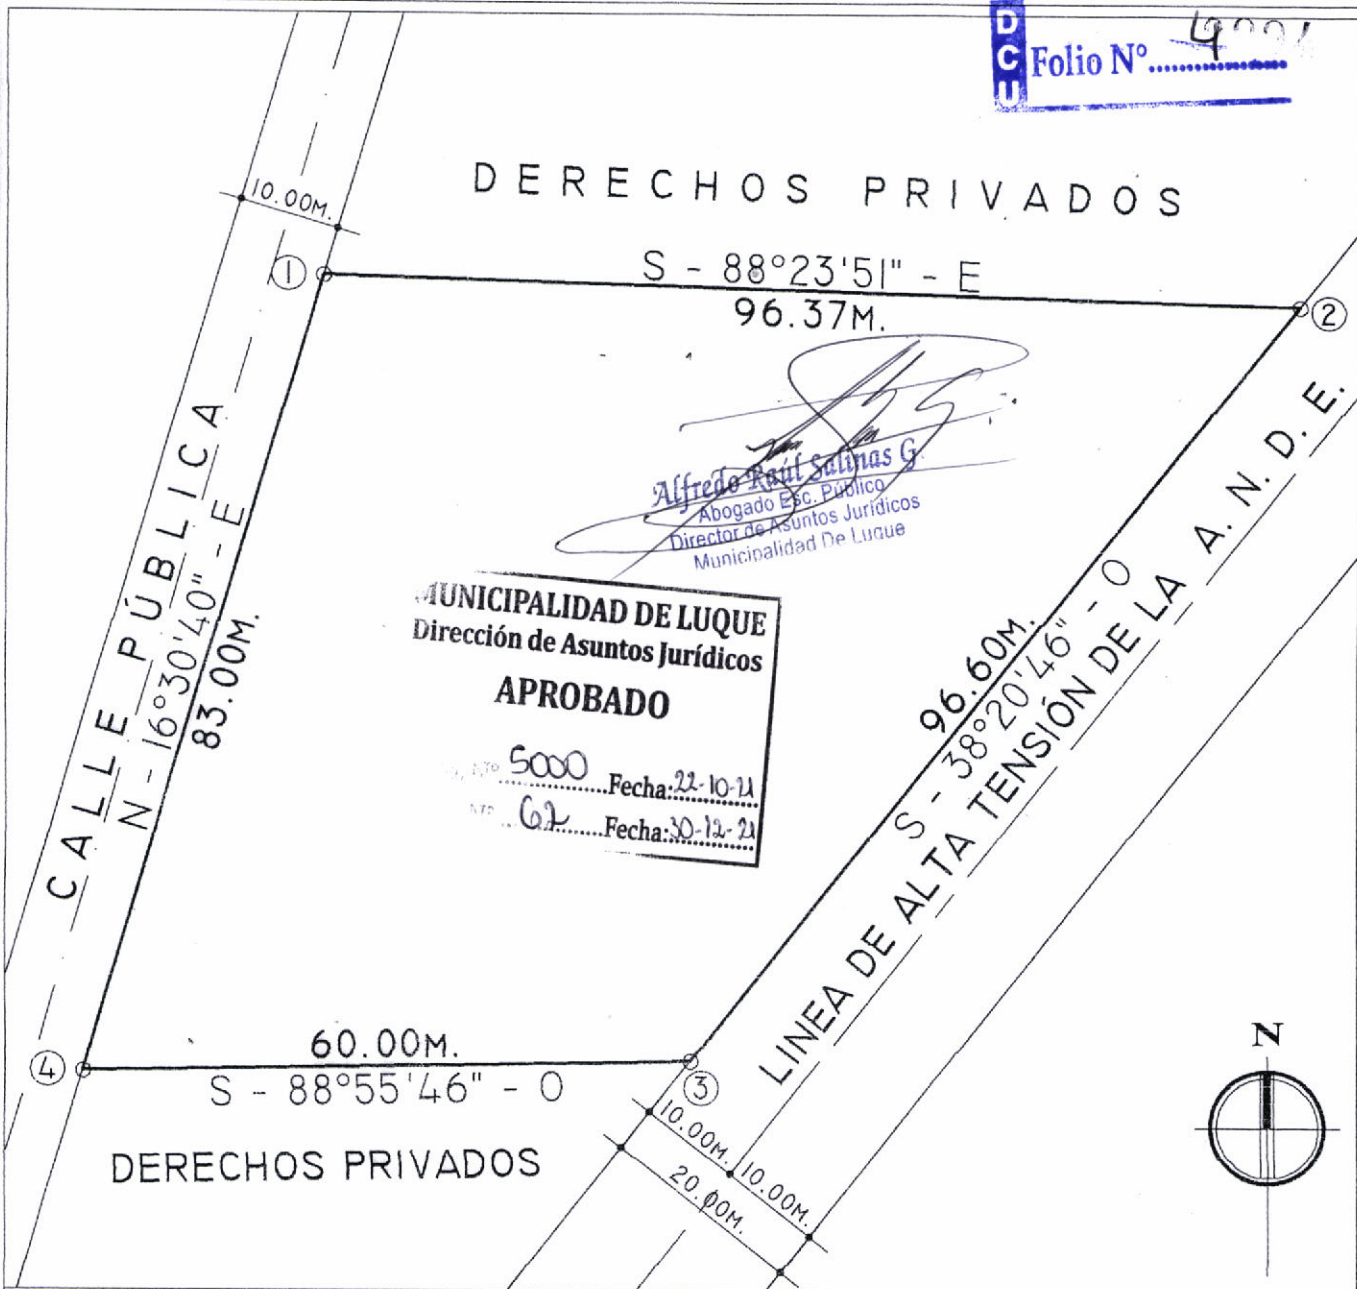 DCU
Folio Nº 4
10.00M.
DERECHOS PRIVADOS
1
S - 88°23'51" - E
96.37M.
2
CALLE PÚBLICA
N - 16°30'40" - E
83.00M.
Alfredo Raúl Salinas G
Abogado Esc. Público
Director de Asuntos Jurídicos
Municipalidad De Luque
MUNICIPALIDAD DE LUQUE
Dirección de Asuntos Jurídicos
APROBADO
5000 Fecha: 22-10-21
62 Fecha: 30-12-21
96.60M.
S - 38°20'46" - O
LINEA DE ALTA TENSIÓN DE LA A. N. D. E.
60.00M.
4
S - 88°55'46" - O
3
10.00M.
10.00M.
20.00M.
DERECHOS PRIVADOS
N